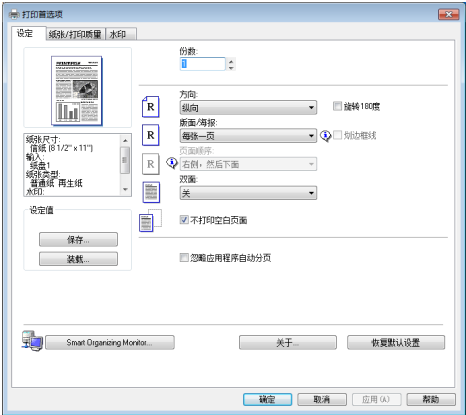 打印首选项
设定 纸张/打印质量 水印
份数:
1
方向:
纵向
旋转180度
版面/海报:
每张一页
划边框线
页面顺序:
右侧，然后下面
双面:
关
不打印空白页面
忽略应用程序自动分页
纸张尺寸:
信纸 (8 1/2" x 11")
输入:
纸盘1
纸张类型:
普通纸 再生纸
水印:
设定值
保存...
装载...
Smart Organizing Monitor...
关于...
恢复默认设置
确定
取消
应用(A)
帮助